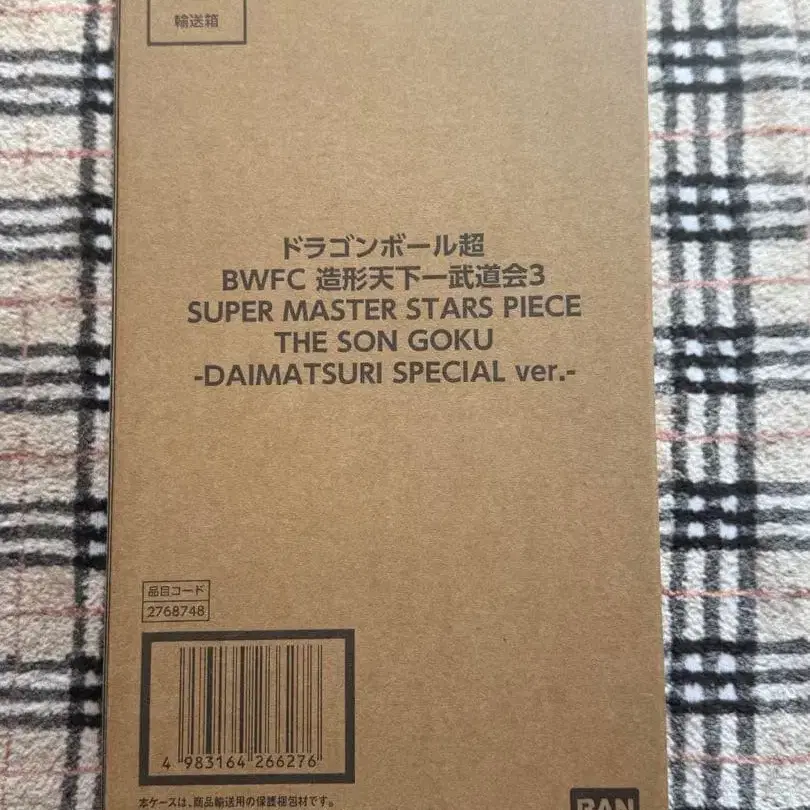 輸送箱
ドラゴンボール超
BWFC 造形天下一武道会3
SUPER MASTER STARS PIECE
THE SON GOKU
-DAIMATSURI SPECIAL ver.-
品目コード
2768748
4 983164 266276
本ケースは、商品輸送用の保護梱包材です。
BAN